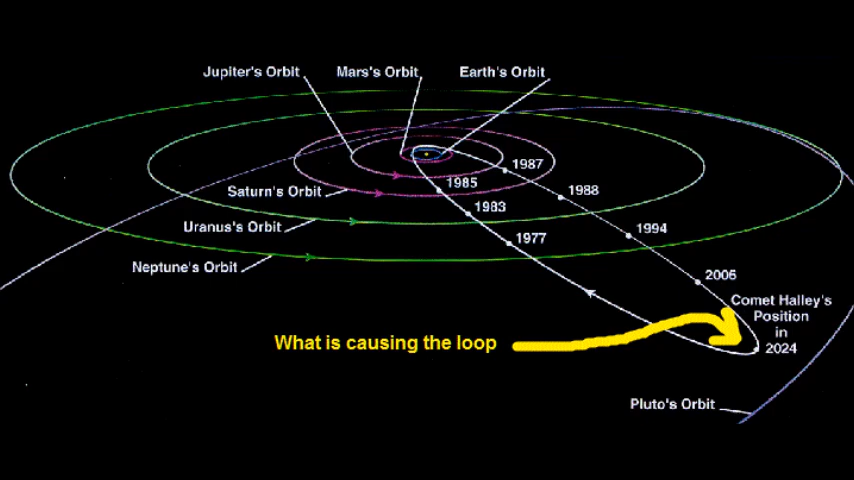 Jupiter's Orbit
Mars's Orbit
Earth's Orbit
1987
1985
Saturn's Orbit
1988
1983
Uranus's Orbit
1994
1977
Neptune's Orbit
2005
Comet Halley's
Position
in
2024
What is causing the loop
Pluto's Orbit